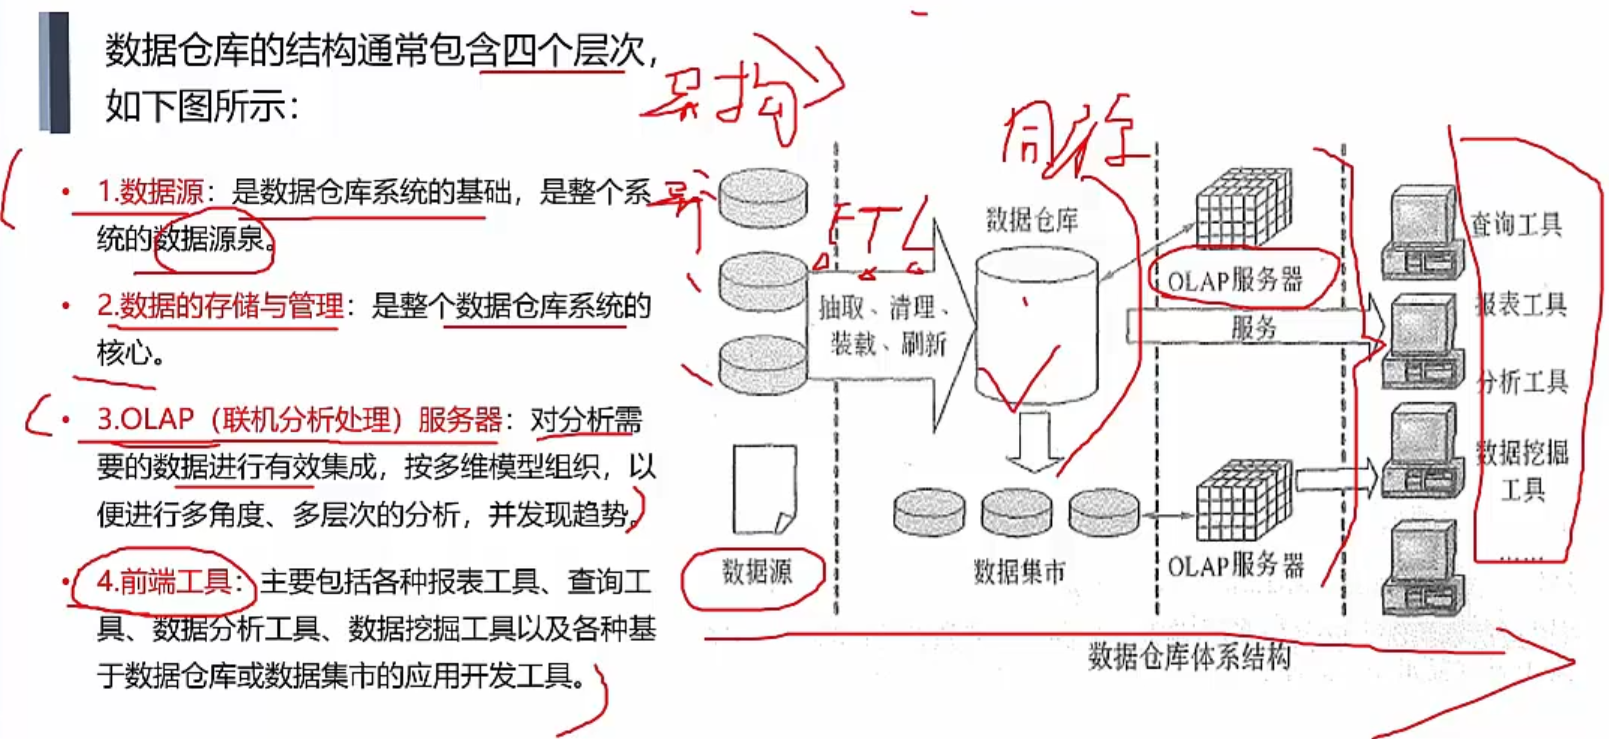 数据仓库的结构通常包含四个层次，
如下图所示：
• 1.数据源：是数据仓库系统的基础，是整个系
统的数据源泉。
• 2.数据的存储与管理：是整个数据仓库系统的
核心。
• 3.OLAP（联机分析处理）服务器：对分析需
要的数据进行有效集成，按多维模型组织，以
便进行多角度、多层次的分析，并发现趋势。
• 4.前端工具：主要包括各种报表工具、查询工
具、数据分析工具、数据挖掘工具以及各种基
于数据仓库或数据集市的应用开发工具。
异构
异
数据源
ETL
抽取、清理、
装载、刷新
同
数据仓库
数据集市
OLAP服务器
服务
OLAP服务器
查询工具
报表工具
分析工具
数据挖掘
工具
……
数据仓库体系结构